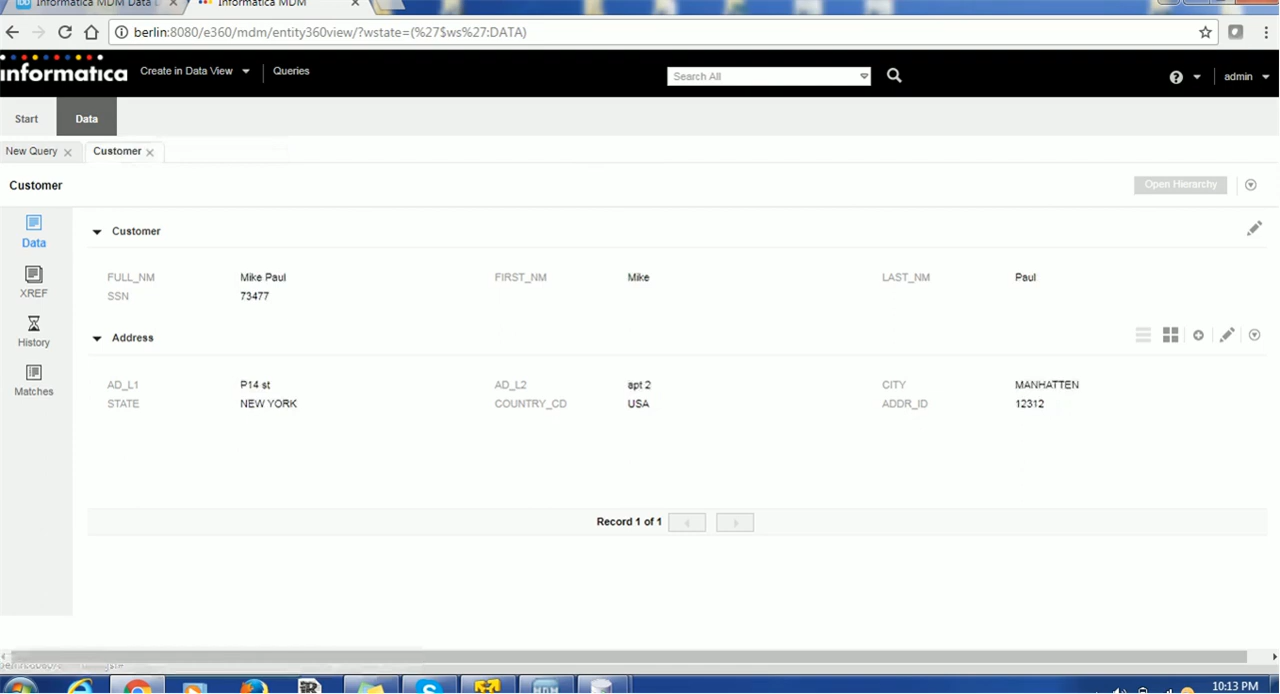 Informatica MDM Data
Informatica MDM
berlin:8080/e360/mdm/entity360view/?wstate=(%27$ws%27:DATA)
informatica Create in Data View Queries Search All admin
Start Data
New Query Customer
Customer Open Hierarchy
Data
XREF
History
Matches
Customer
FULL_NM Mike Paul FIRST_NM Mike LAST_NM Paul
SSN 73477
Address
AD_L1 P14 st AD_L2 apt 2 CITY MANHATTEN
STATE NEW YORK COUNTRY_CD USA ADDR_ID 12312
Record 1 of 1
MDM
10:13 PM